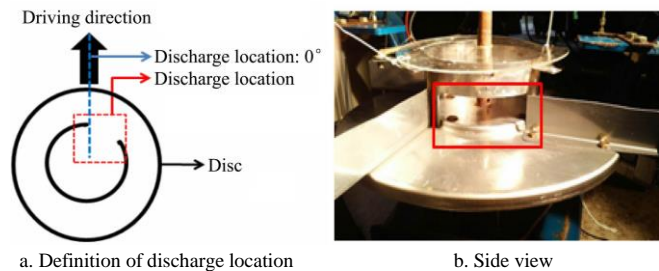 Driving direction
Discharge location: 0°
Discharge location
Disc
a. Definition of discharge location
b. Side view